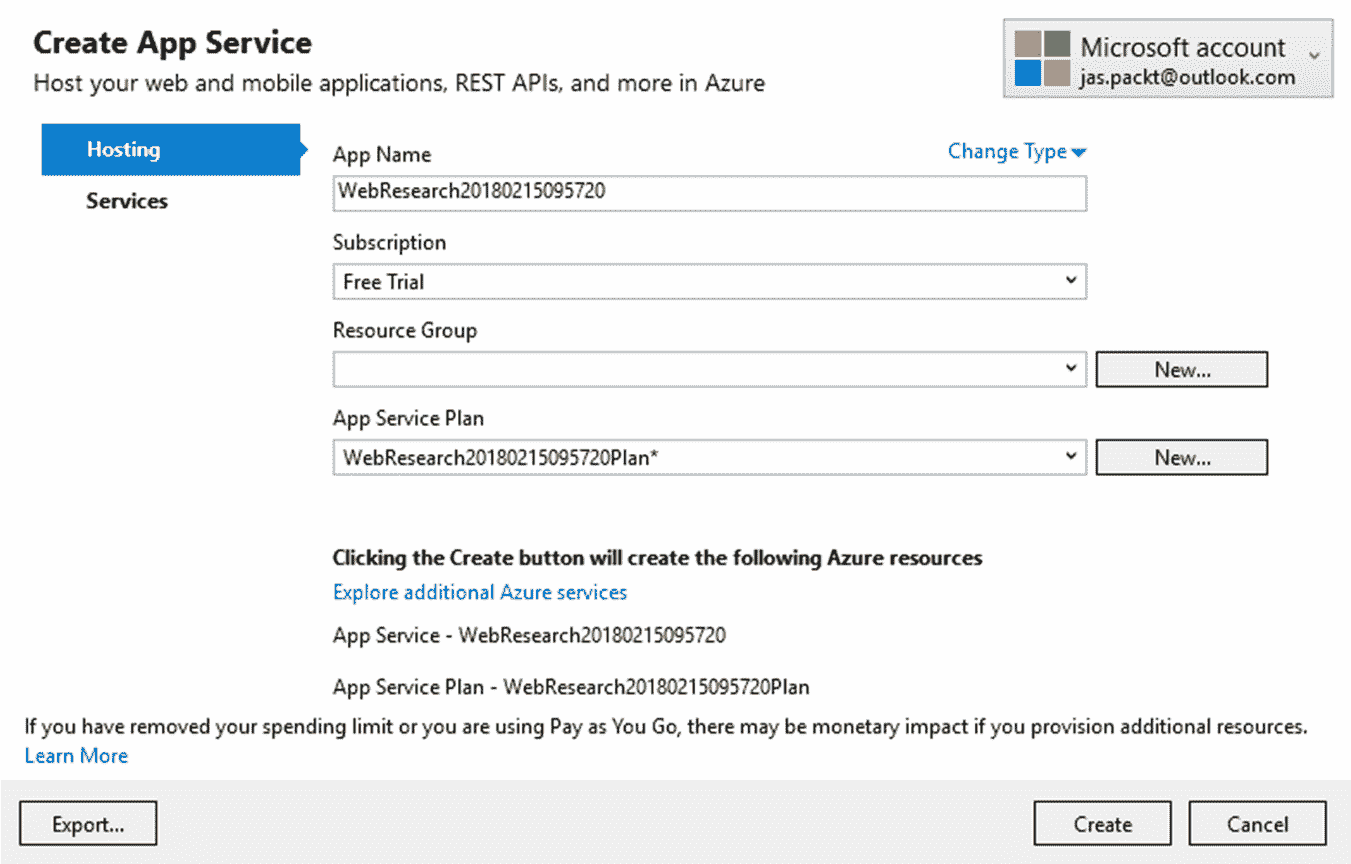 Create App Service
Host your web and mobile applications, REST APIs, and more in Azure
Microsoft account
jas.packt@outlook.com
Hosting
Services
App Name
Change Type
WebResearch20180215095720
Subscription
Free Trial
Resource Group
New...
App Service Plan
WebResearch20180215095720Plan*
New...
Clicking the Create button will create the following Azure resources
Explore additional Azure services
App Service - WebResearch20180215095720
App Service Plan - WebResearch20180215095720Plan
If you have removed your spending limit or you are using Pay as You Go, there may be monetary impact if you provision additional resources.
Learn More
Export...
Create
Cancel